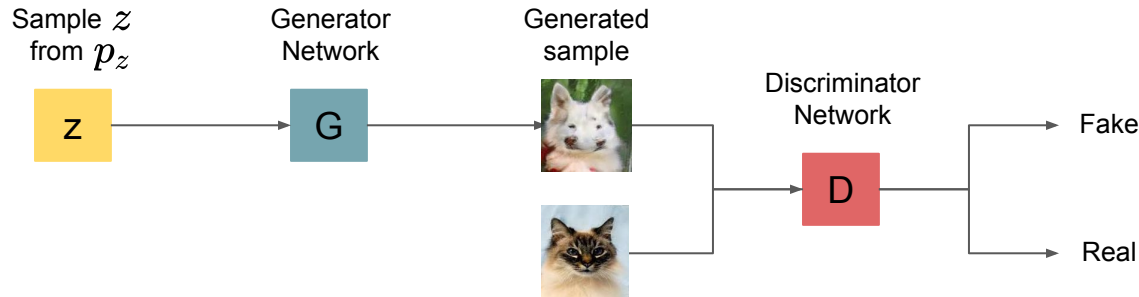 Sample z
from p_z
Generator
Network
Generated
sample
Discriminator
Network
z
G
D
Fake
Real